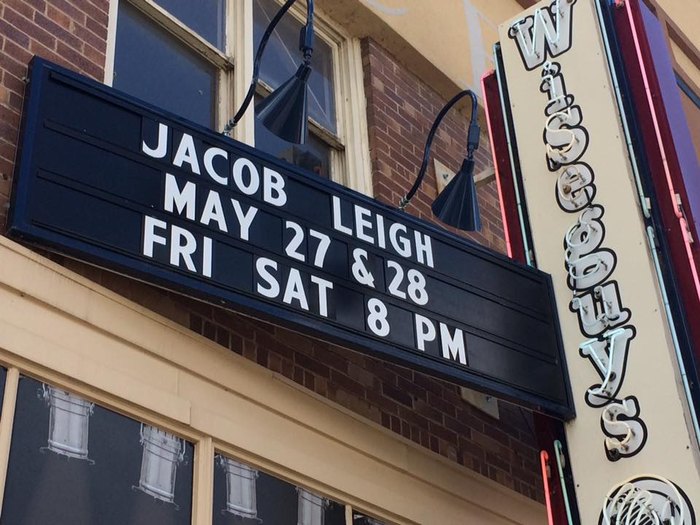 JACOB LEIGH
MAY 27 & 28
FRI SAT 8 PM
Wiseguys